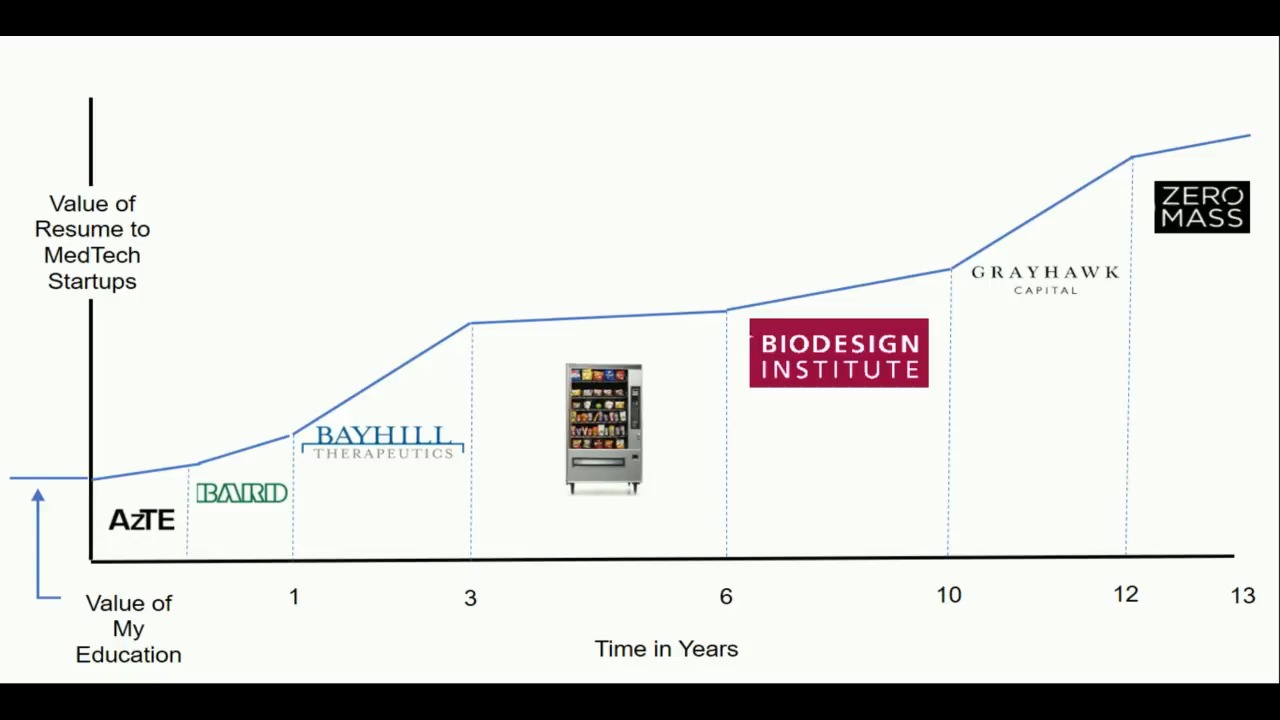 Value of
Resume to
MedTech
Startups
ZERO
MASS
GRAYHAWK
CAPITAL
BIODESIGN
INSTITUTE
BAYHILL
THERAPEUTICS
BARD
AzTE
1
3
6
10
12
13
Value of
My
Education
Time in Years